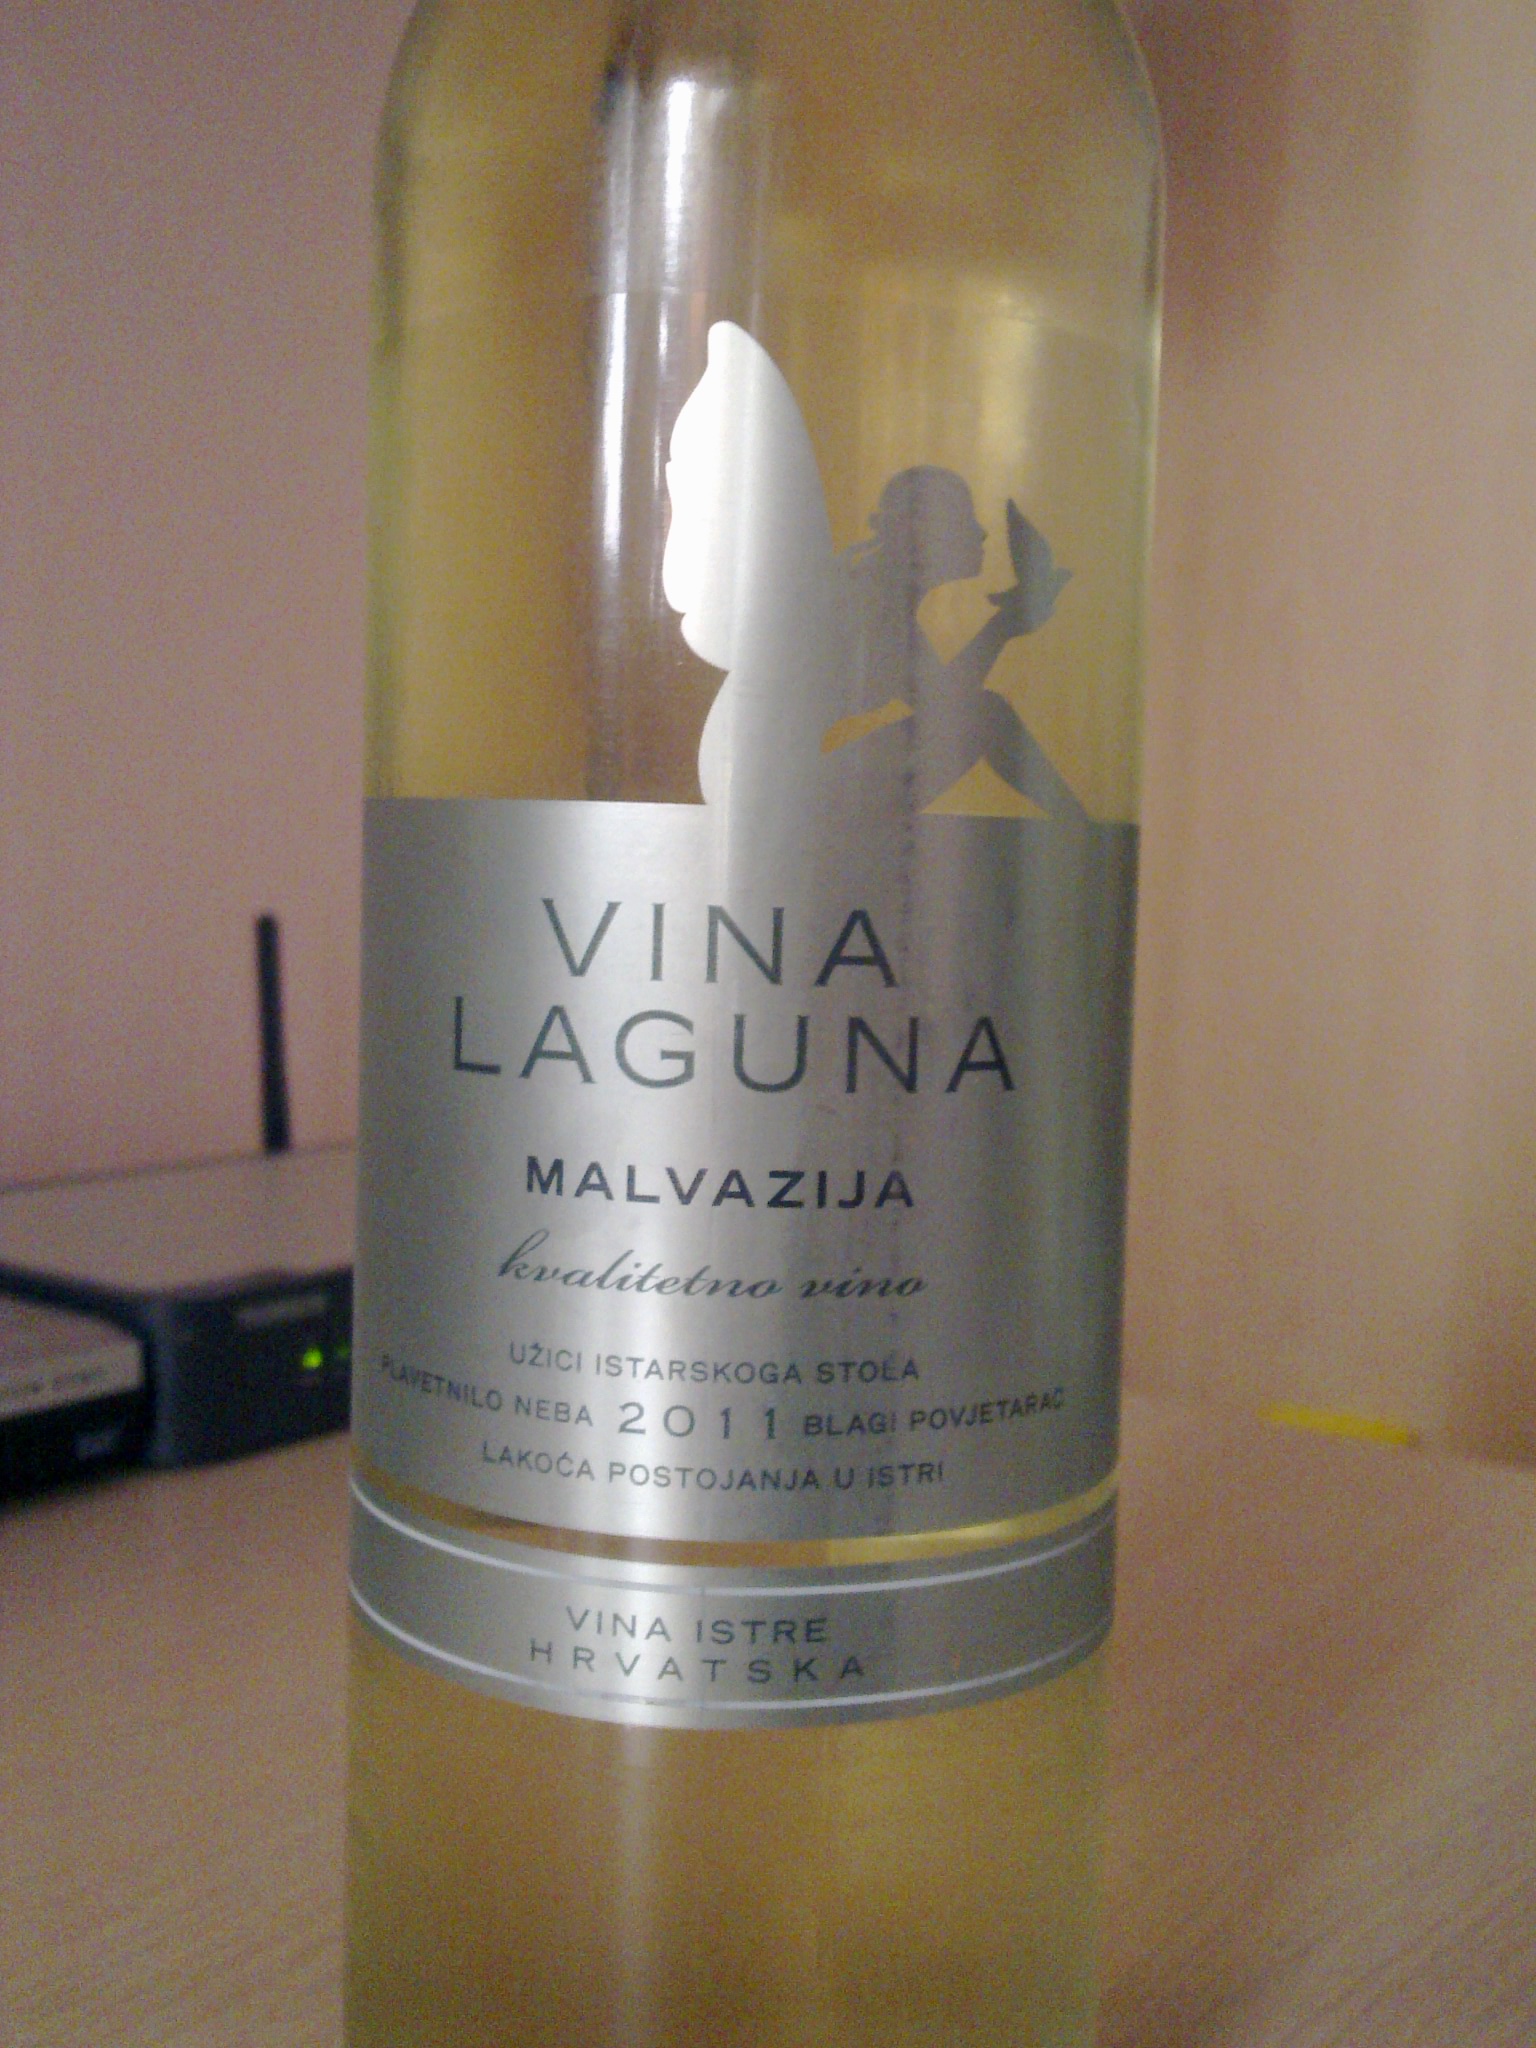 VINA
LAGUNA
MALVAZIJA
kvalitetno vino
UŽICI ISTARSKOGA STOLA
PLAVETNILO NEBA 2011 BLAGI POVJETARAC
LAKOĆA POSTOJANJA U ISTRI
VINA ISTRE
HRVATSKA